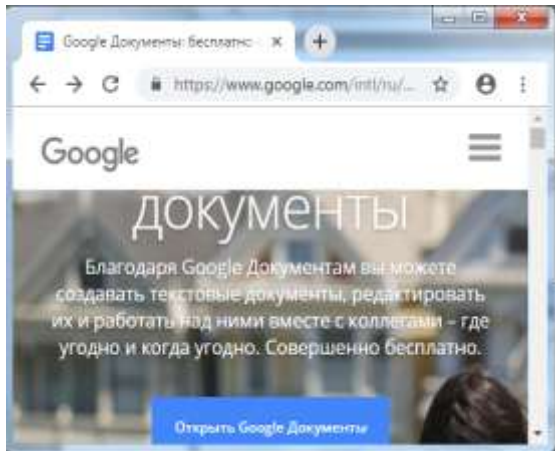 Google Документы: бесплатно
https://www.google.com/intl/ru/...
Google
документы
Благодаря Google Документам вы можете
создавать текстовые документы, редактировать
их и работать над ними вместе с коллегами – где
угодно и когда угодно. Совершенно бесплатно.
Открыть Google Документы